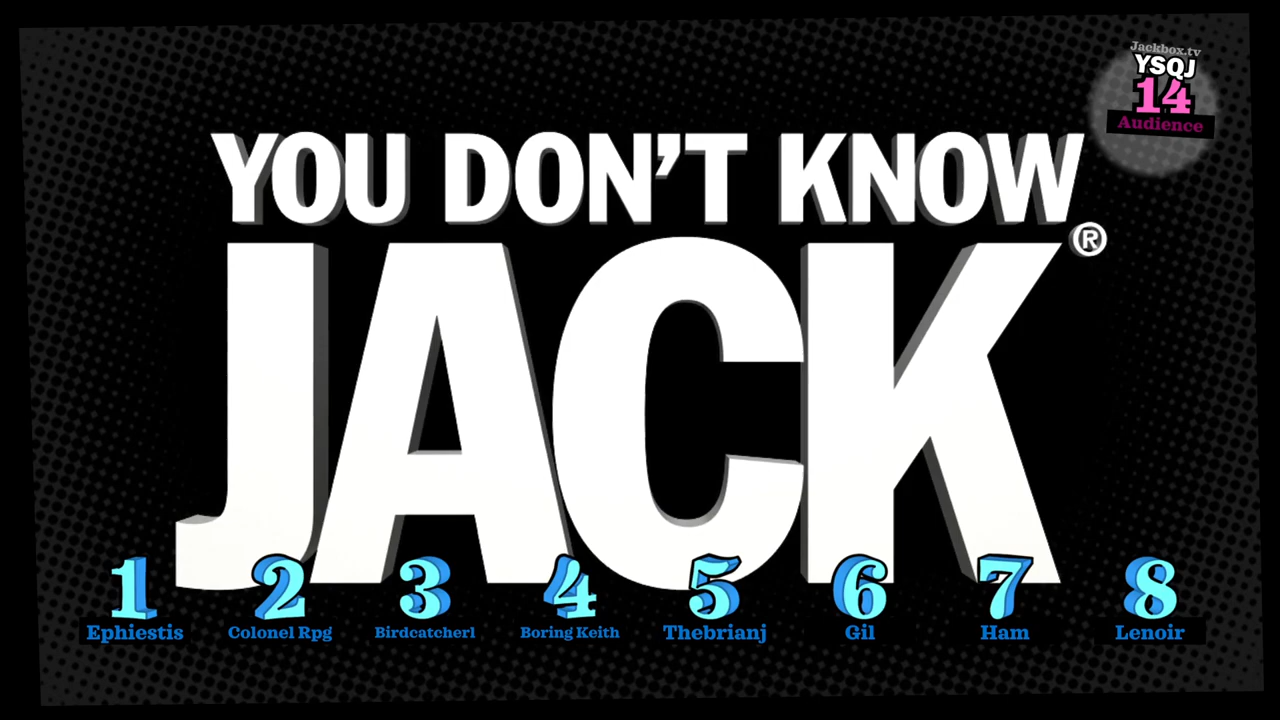 Jackbox.tv
YSQJ
14
Audience
YOU DON'T KNOW
JACK®
1 2 3 4 5 6 7 8
Ephiestis Colonel Rpg Birdcatcherl Boring Keith Thebrianj Gil Ham Lenoir